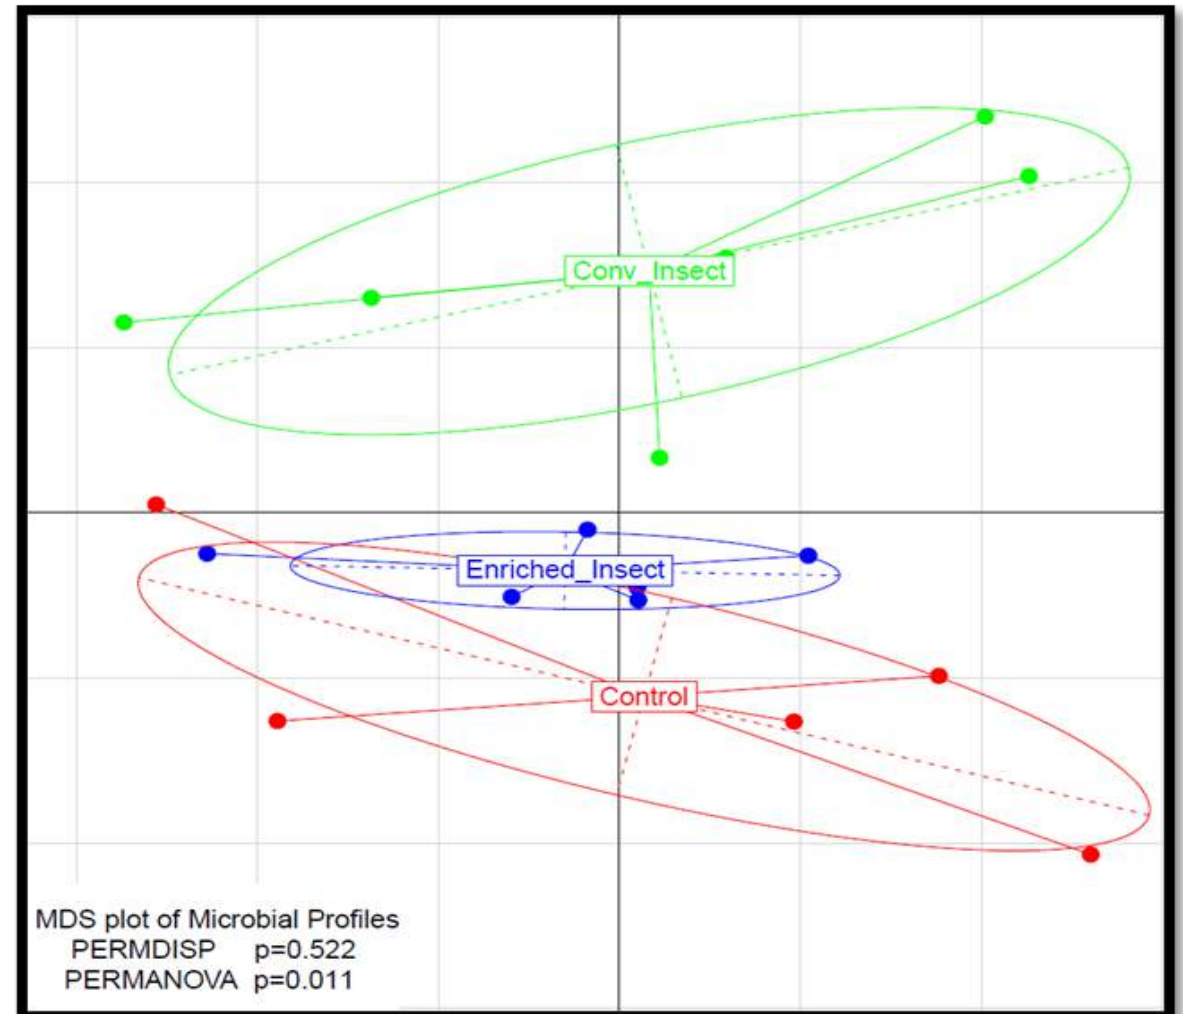 Conv_Insect
Enriched_Insect
Control
MDS plot of Microbial Profiles
PERMDISP p=0.522
PERMANOVA p=0.011